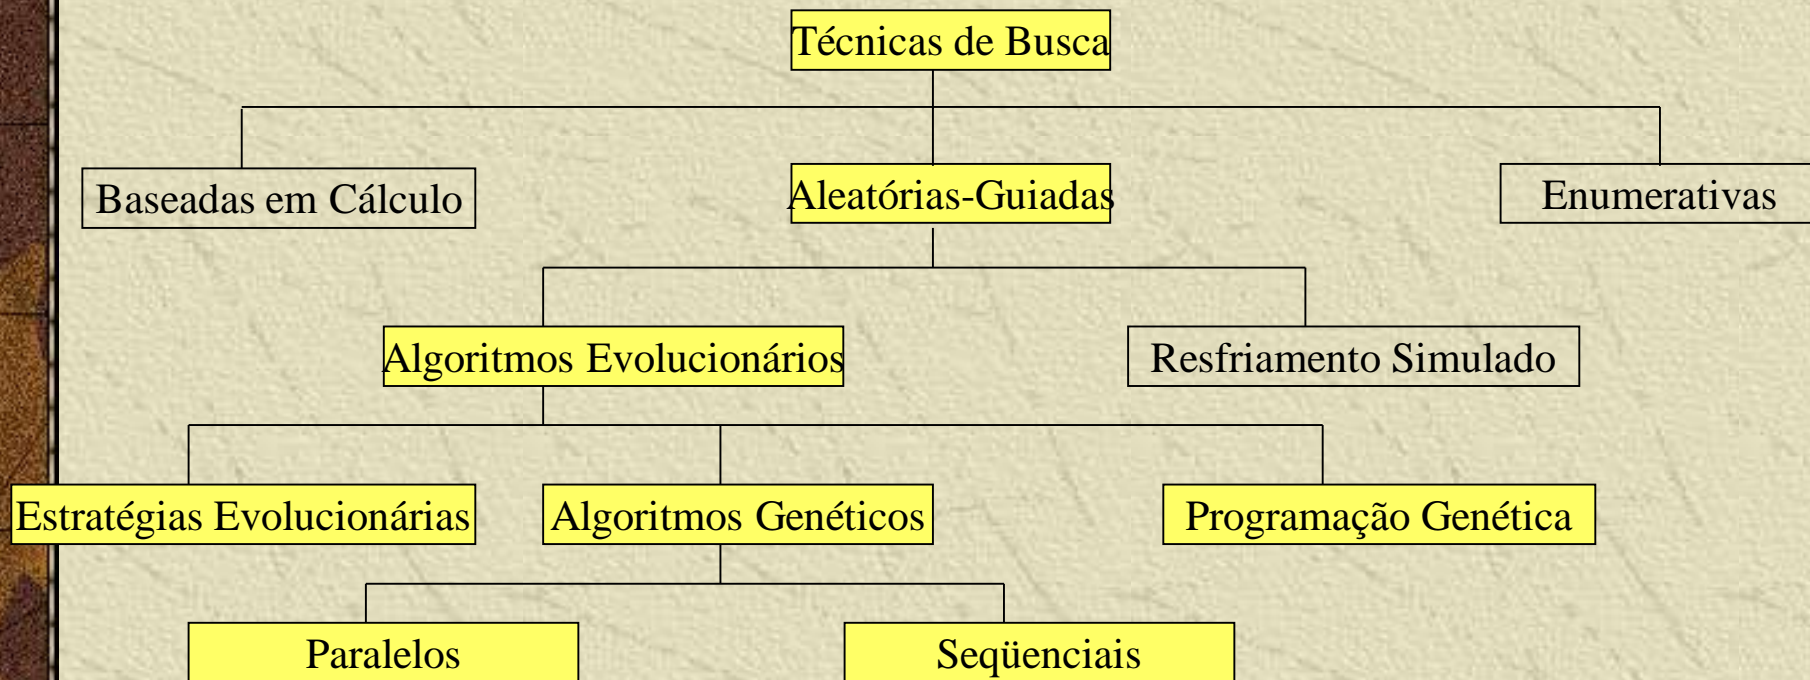 Técnicas de Busca
Baseadas em Cálculo
Aleatórias-Guiadas
Enumerativas
Algoritmos Evolucionários
Resfriamento Simulado
Estratégias Evolucionárias
Algoritmos Genéticos
Programação Genética
Paralelos
Seqüenciais